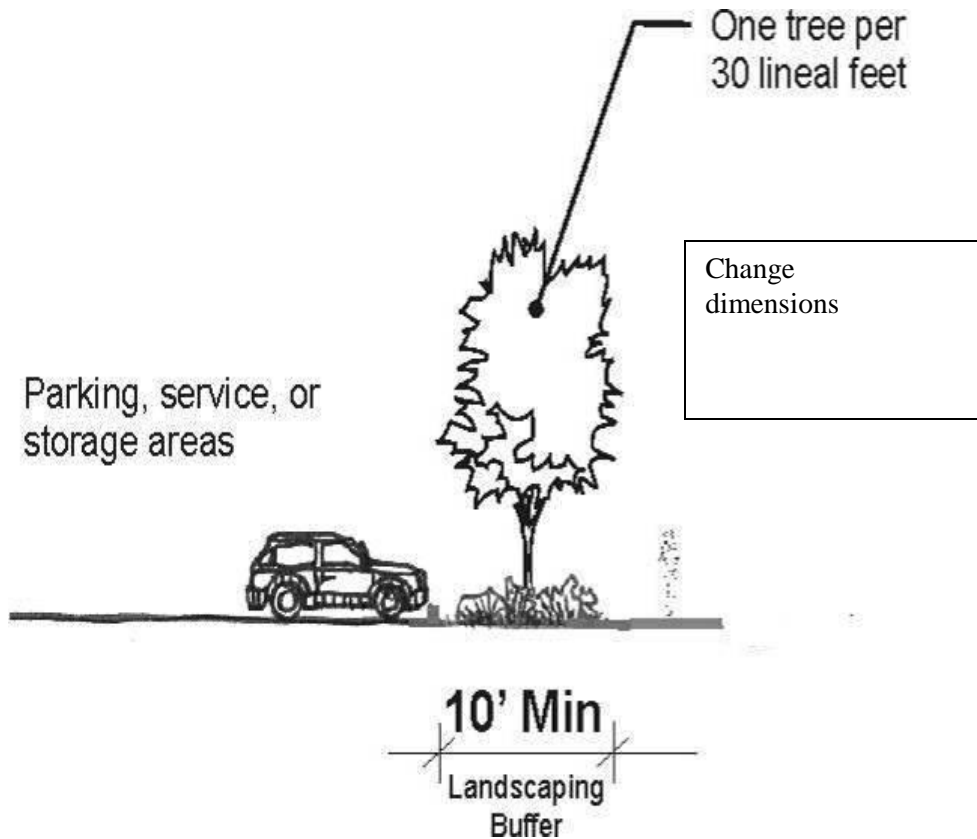 One tree per
30 lineal feet
Change
dimensions
Parking, service, or
storage areas
10’ Min
Landscaping
Buffer